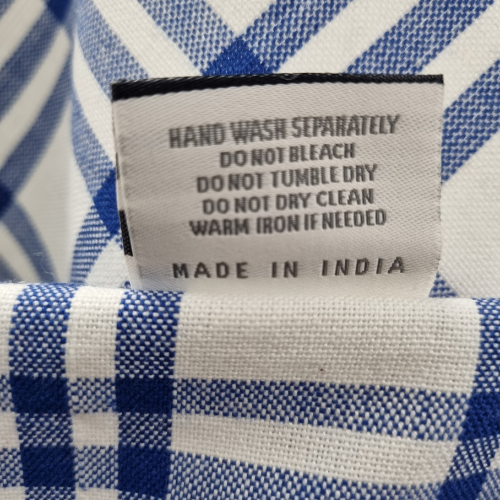 HAND WASH SEPARATELY
DO NOT BLEACH
DO NOT TUMBLE DRY
DO NOT DRY CLEAN
WARM IRON IF NEEDED
MADE IN INDIA